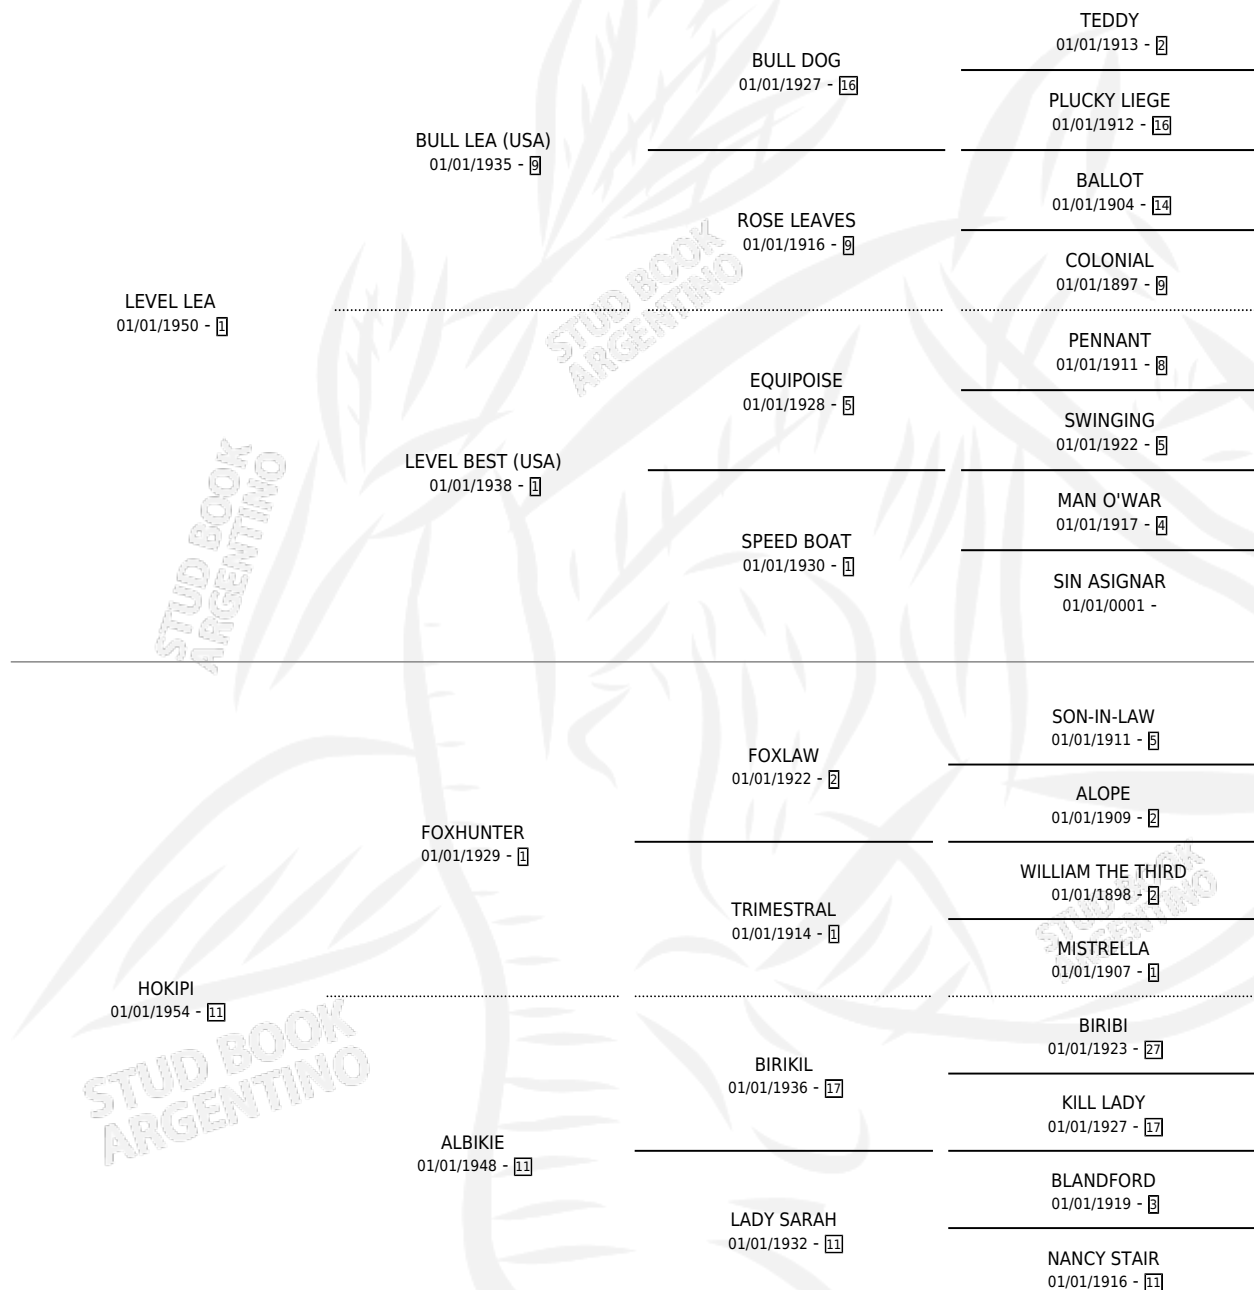 TEDDY
01/01/1913 - 2
BULL DOG
01/01/1927 - 16
PLUCKY LIEGE
01/01/1912 - 16
BULL LEA (USA)
01/01/1935 - 9
BALLOT
01/01/1904 - 14
ROSE LEAVES
01/01/1916 - 9
COLONIAL
01/01/1897 - 9
LEVEL LEA
01/01/1950 - 1
PENNANT
01/01/1911 - 8
EQUIPOISE
01/01/1928 - 5
SWINGING
01/01/1922 - 5
LEVEL BEST (USA)
01/01/1938 - 1
MAN O'WAR
01/01/1917 - 4
SPEED BOAT
01/01/1930 - 1
SIN ASIGNAR
01/01/0001 -
SON-IN-LAW
01/01/1911 - 5
FOXLAW
01/01/1922 - 2
ALOPE
01/01/1909 - 2
FOXHUNTER
01/01/1929 - 1
WILLIAM THE THIRD
01/01/1898 - 2
TRIMESTRAL
01/01/1914 - 1
MISTRELLA
01/01/1907 - 1
HOKIPI
01/01/1954 - 11
BIRIBI
01/01/1923 - 27
BIRIKIL
01/01/1936 - 17
KILL LADY
01/01/1927 - 17
ALBIKIE
01/01/1948 - 11
BLANDFORD
01/01/1919 - 3
LADY SARAH
01/01/1932 - 11
NANCY STAIR
01/01/1916 - 11
STUD BOOK
ARGENTINO
STUD BOOK
ARGENTINO
STUD BOOK
ARGENTINO
STUD BOOK
ARGENTINO